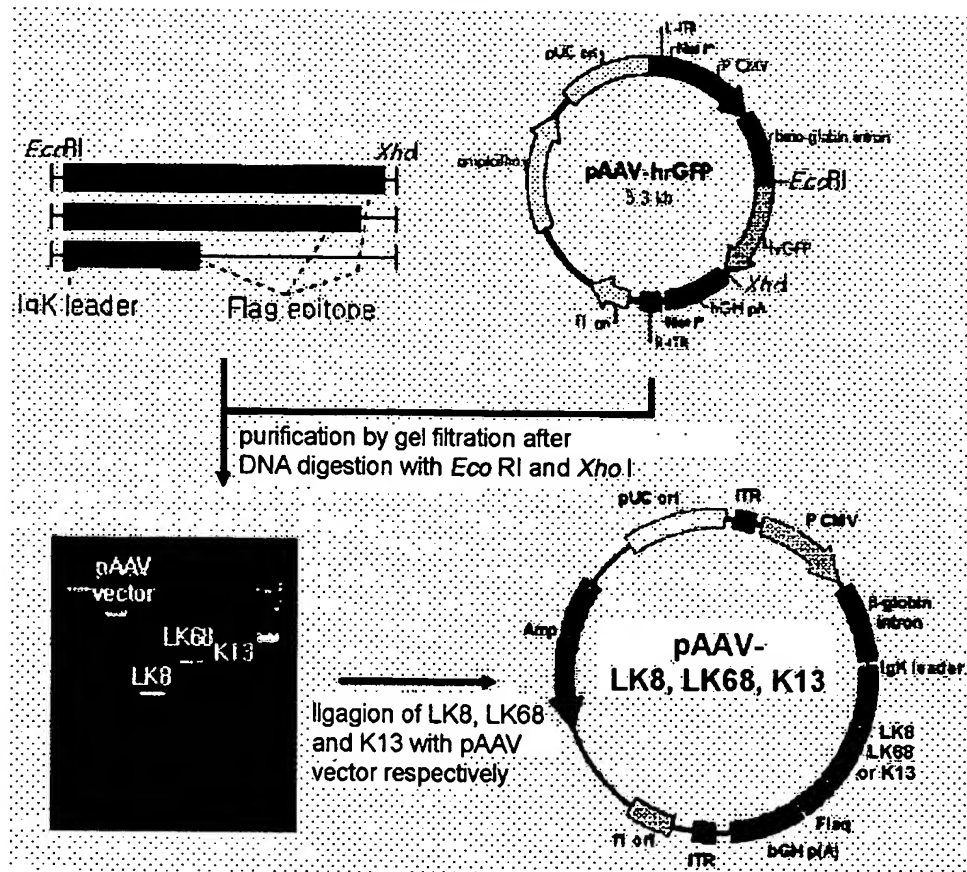 EcoRI
XhoI
IgK leader
Flag epitope
pUC ori
L-ITR
Not I*
P CMV
beta-globin intron
EcoRI
pAAV-hrGFP
5.3 kb
hrGFP
XhoI
hGH pA
Not I*
R-ITR
f1 ori
purification by gel filtration after
DNA digestion with Eco RI and Xho I
pAAV
vector
LK68
K13
LK8
ligagion of LK8, LK68
and K13 with pAAV
vector respectively
pUC ori
ITR
P CMV
β-globin
intron
IgK leader
Amp
pAAV-
LK8, LK68, K13
LK8
LK68
or K13
Flag
bGH p(A)
ITR
f1 ori